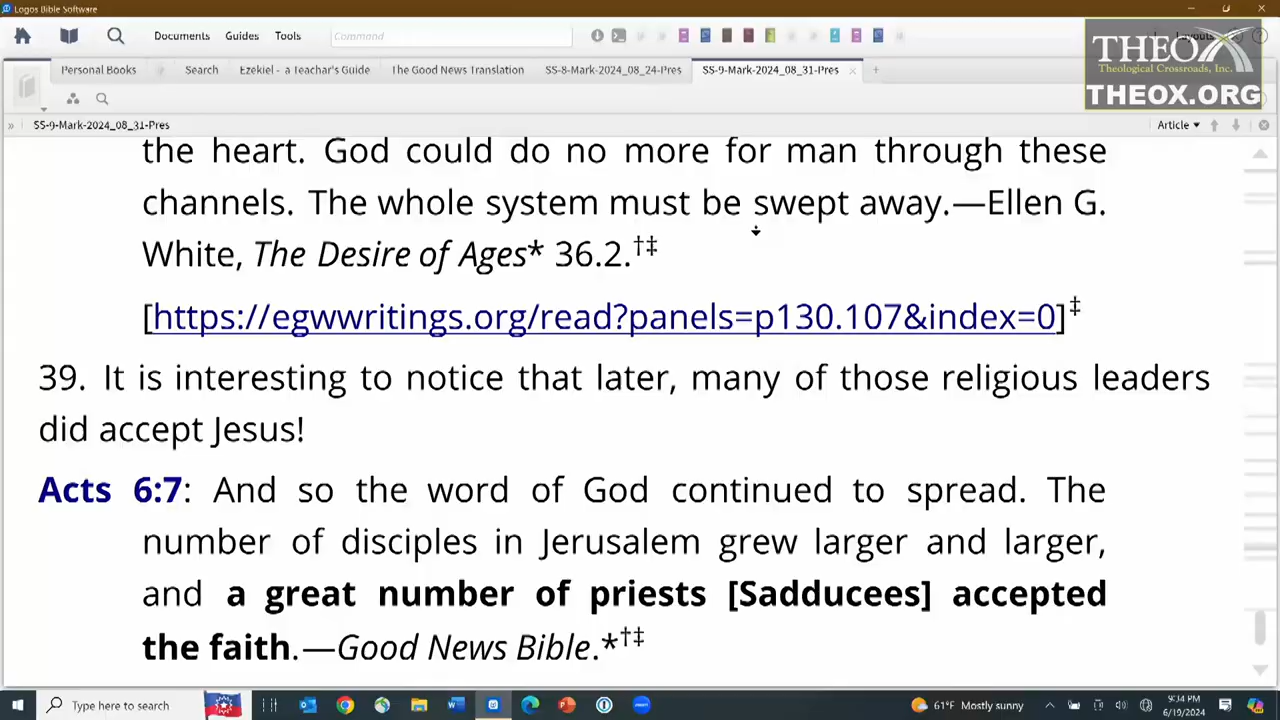 Logos Bible Software
Documents Guides Tools Command Layouts
THEOX
Theological Crossroads, Inc.
THEOX.ORG
Personal Books Search Ezekiel - a Teacher's Guide SS-8-Mark-2024_08_24-Pres SS-9-Mark-2024_08_31-Pres
SS-9-Mark-2024_08_31-Pres Article
the heart. God could do no more for man through these
channels. The whole system must be swept away.—Ellen G.
White, The Desire of Ages* 36.2.†‡
[https://egwwritings.org/read?panels=p130.107&index=0]‡
39. It is interesting to notice that later, many of those religious leaders
did accept Jesus!
Acts 6:7: And so the word of God continued to spread. The
number of disciples in Jerusalem grew larger and larger,
and a great number of priests [Sadducees] accepted
the faith.—Good News Bible.*†‡
Type here to search 61°F Mostly sunny 9:34 PM
6/19/2024